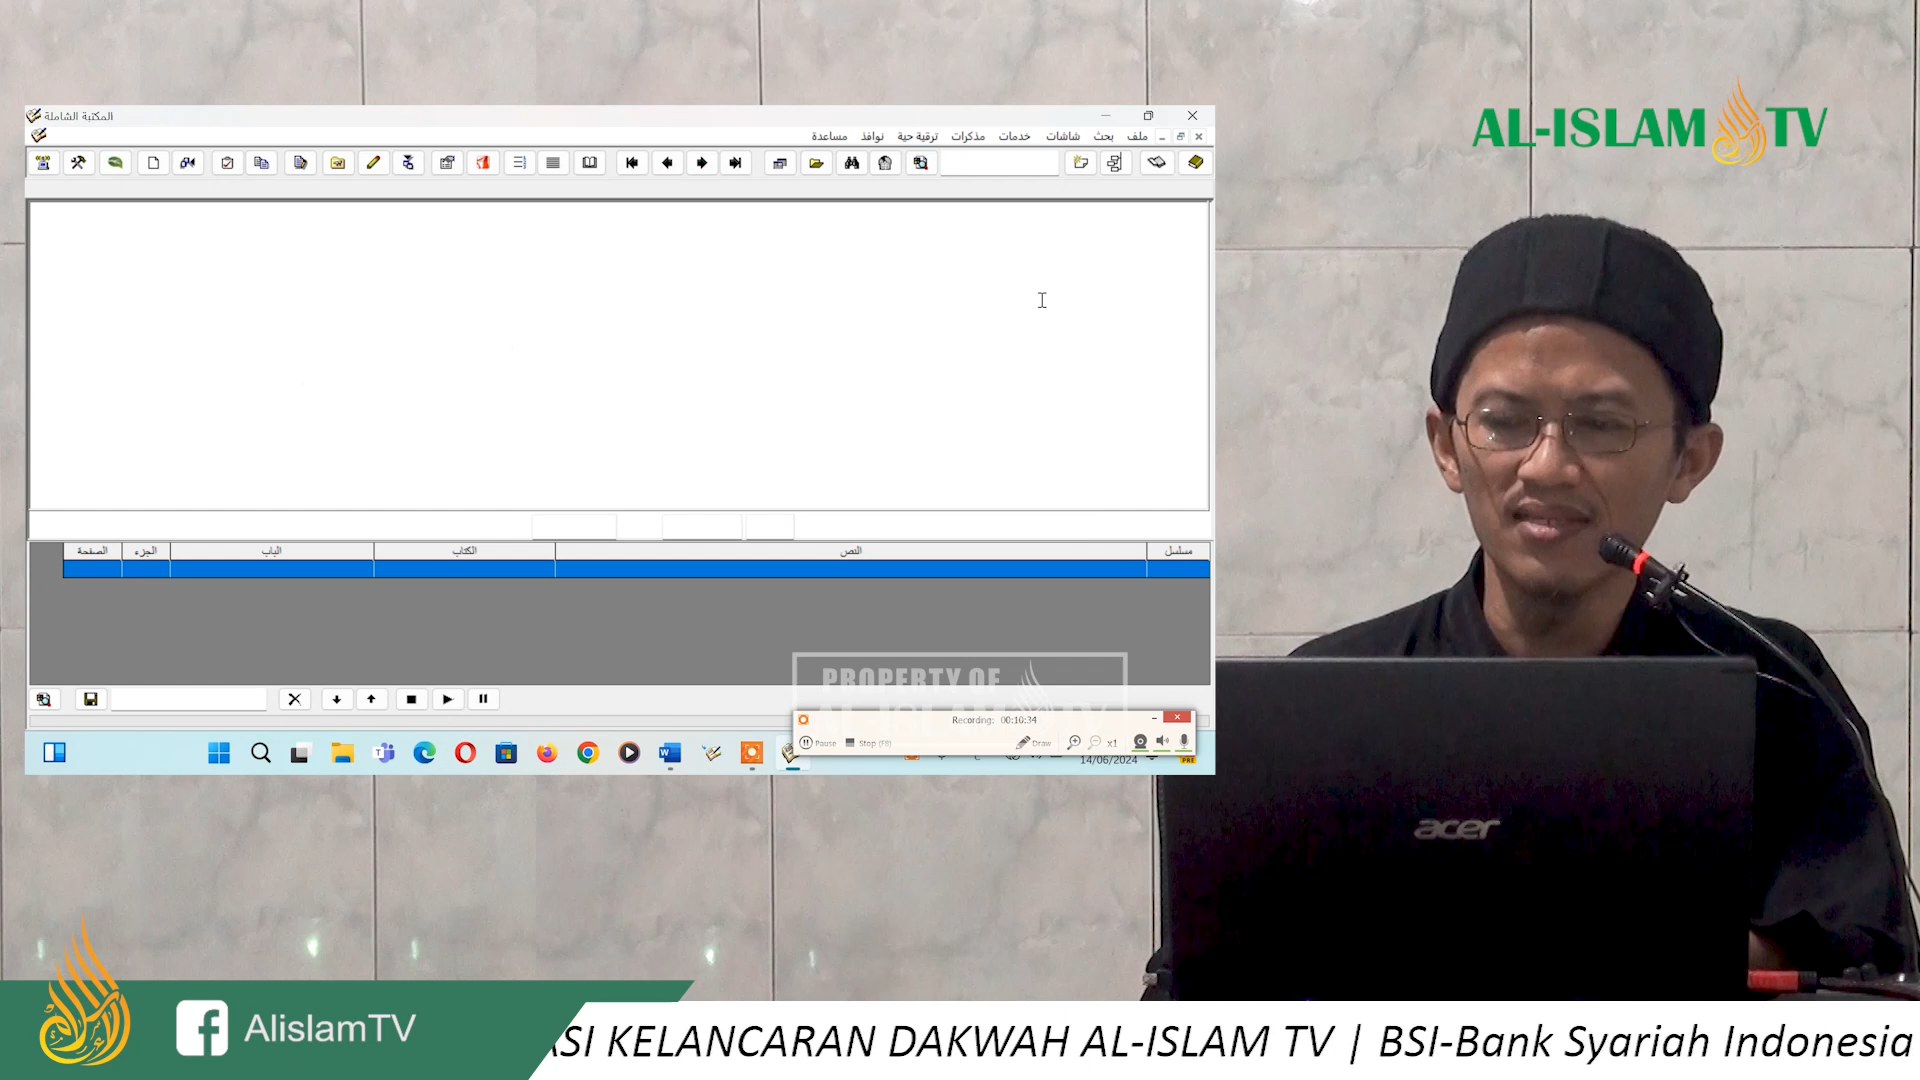 المكتبة الشاملة
ملف بحث شاشات خدمات مذكرات ترقية حية نوافذ مساعدة
AL-ISLAM TV
مسلسل النص الكتاب الباب الجزء الصفحة
PROPERTY OF
Recording: 00:10:34
Pause Stop (F8) Draw x1
14/06/2024
PRE
acer
AlislamTV
SI KELANCARAN DAKWAH AL-ISLAM TV | BSI-Bank Syariah Indonesia